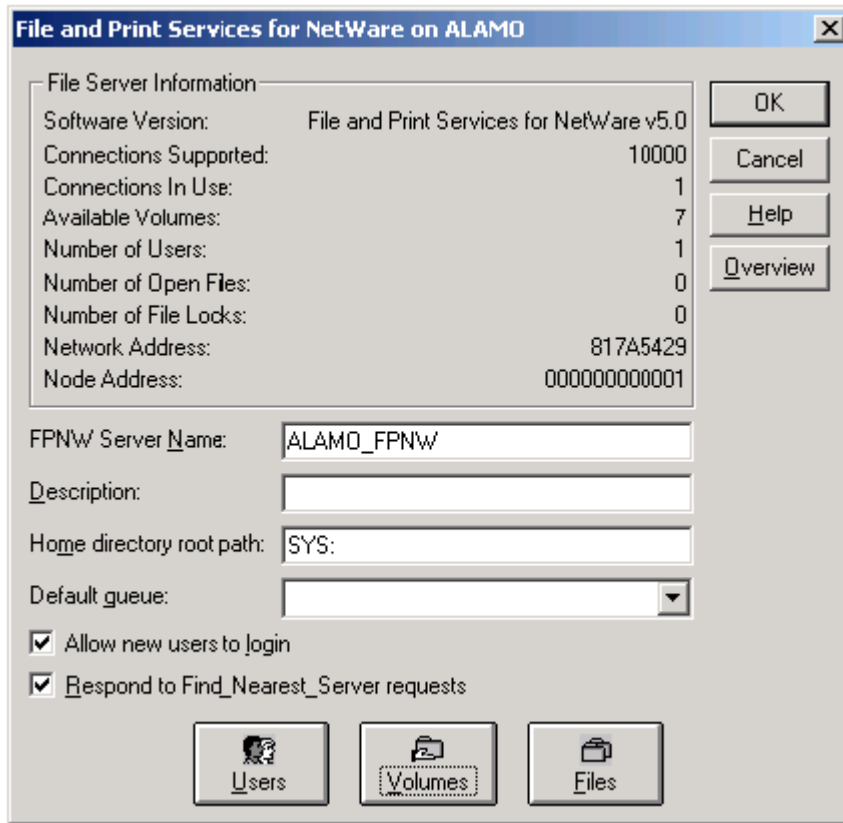 File and Print Services for NetWare on ALAMO
File Server Information
Software Version: File and Print Services for NetWare v5.0
Connections Supported: 10000
Connections In Use: 1
Available Volumes: 7
Number of Users: 1
Number of Open Files: 0
Number of File Locks: 0
Network Address: 817A5429
Node Address: 000000000001
OK
Cancel
Help
Overview
FPNW Server Name: ALAMO_FPNW
Description:
Home directory root path: SYS:
Default queue:
Allow new users to login
Respond to Find_Nearest_Server requests
Users Volumes Files